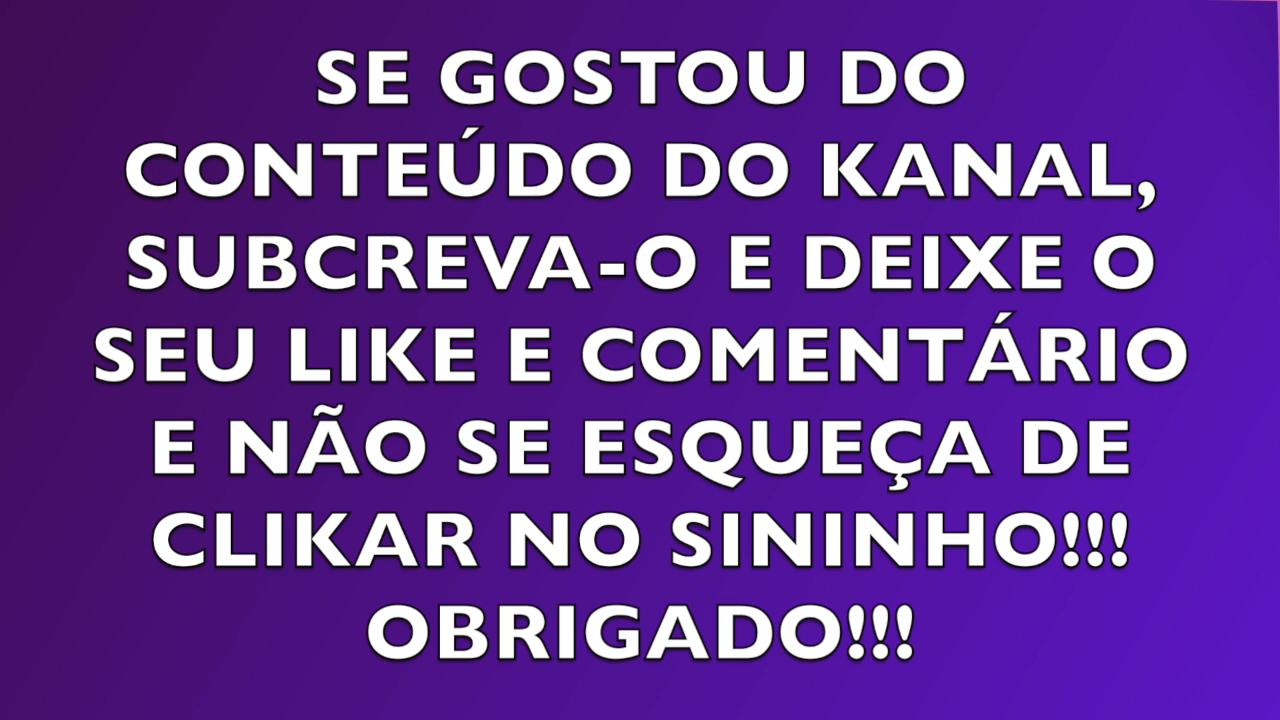 SE GOSTOU DO
CONTEÚDO DO KANAL,
SUBCREVA-O E DEIXE O
SEU LIKE E COMENTÁRIO
E NÃO SE ESQUEÇA DE
CLIKAR NO SININHO!!!
OBRIGADO!!!